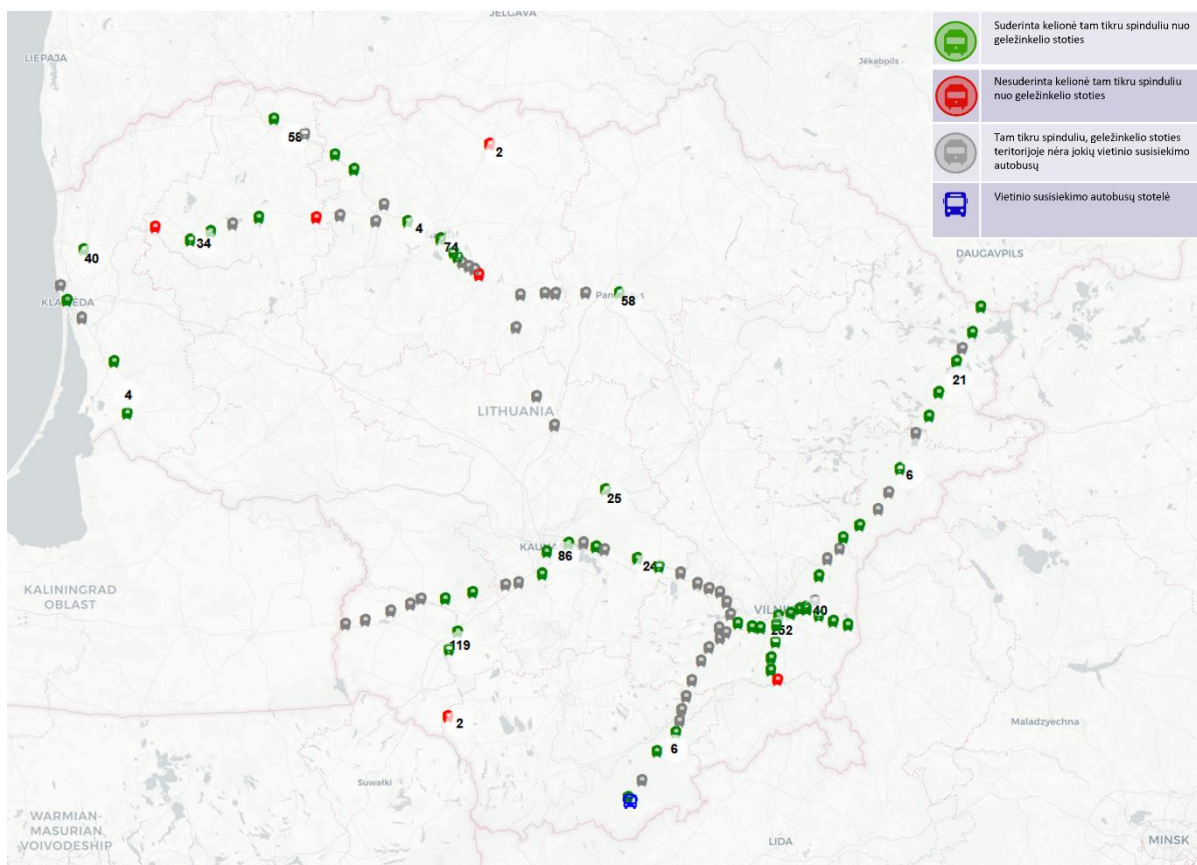 JELGAVA
LIEPAJA
Jēkabpils
Suderinta kelionė tam tikru spinduliu nuo
geležinkelio stoties
Nesuderinta kelionė tam tikru spinduliu
nuo geležinkelio stoties
Tam tikru spinduliu, geležinkelio stoties
teritorijoje nėra jokių vietinio susisiekimo
autobusų
Vietinio susisiekimo autobusų stotelė
58
2
4
34
74
40
DAUGAVPILS
58
21
4
LITHUANIA
6
25
86
24
KALININGRAD
OBLAST
40
252
119
2
6
Maladzyechna
Suwałki
WARMIAN-
MASURIAN
VOIVODESHIP
LIDA
MINSK